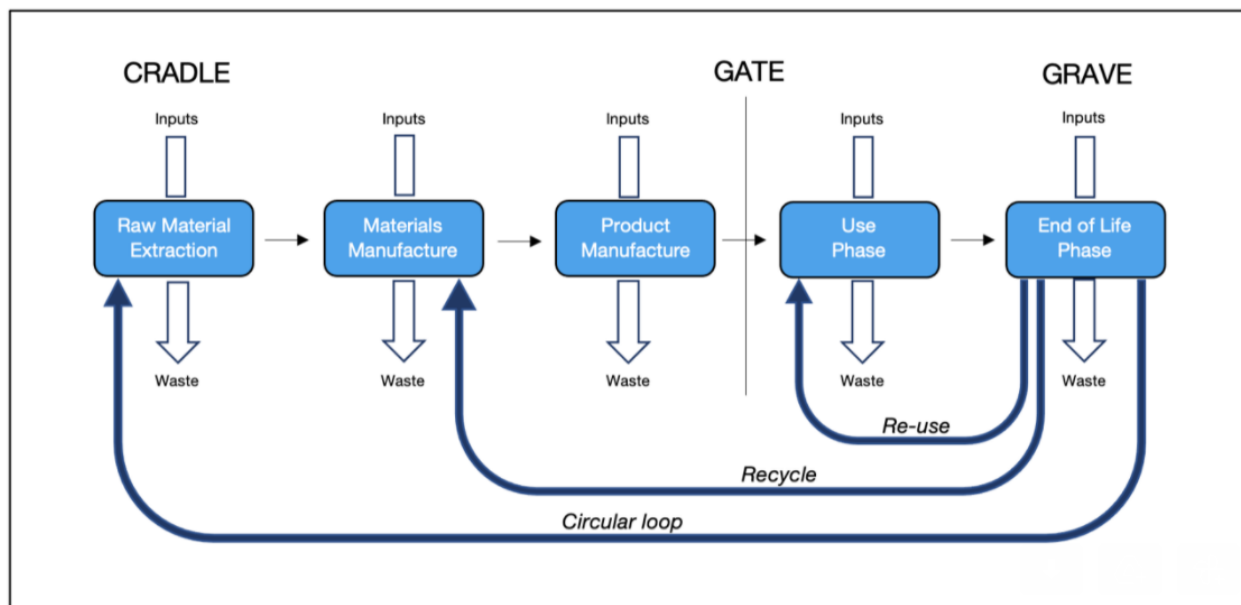 CRADLE
GATE
GRAVE
Inputs
Inputs
Inputs
Inputs
Inputs
Raw Material
Extraction
Materials
Manufacture
Product
Manufacture
Use
Phase
End of Life
Phase
Waste
Waste
Waste
Waste
Waste
Re-use
Recycle
Circular loop